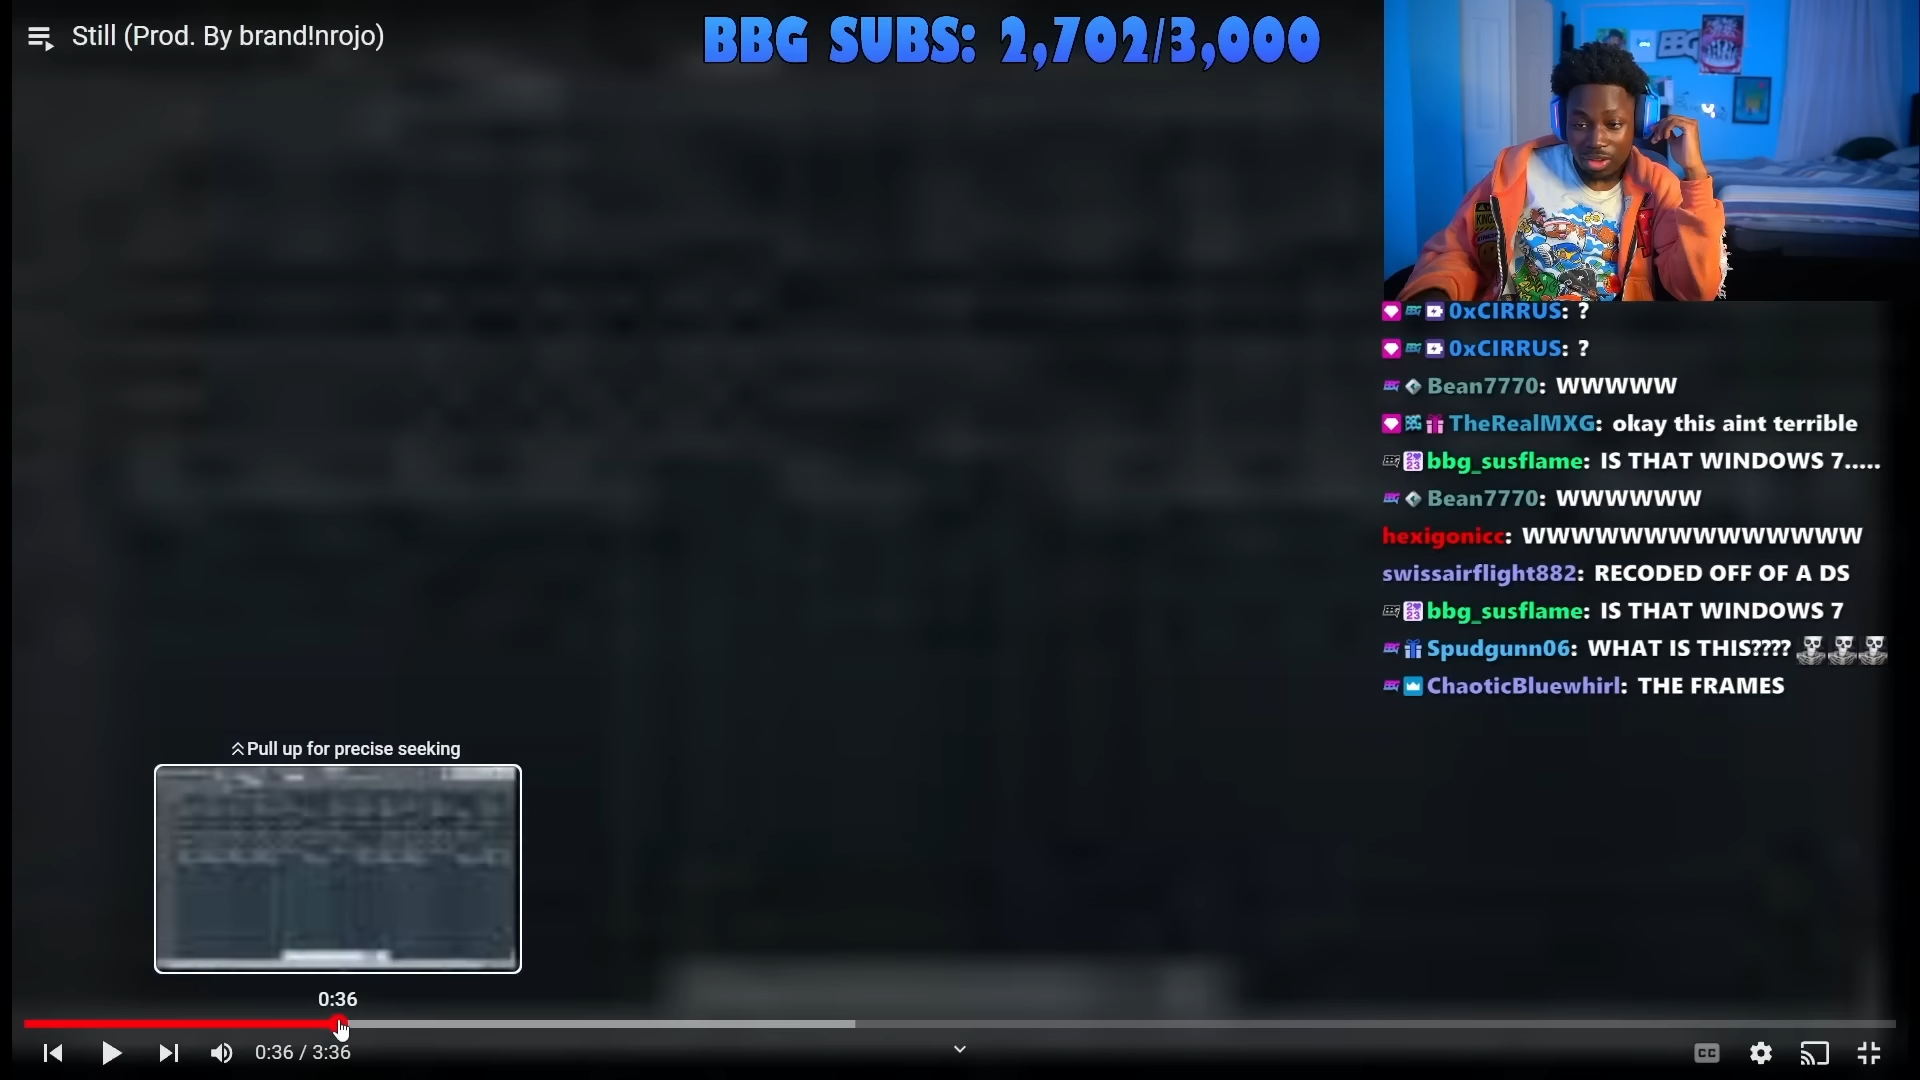 Still (Prod. By brand!nrojo)
BBG SUBS: 2,702/3,000
BBG
KING
0xCIRRUS: ?
0xCIRRUS: ?
Bean7770: WWWWW
TheRealMXG: okay this aint terrible
bbg_susflame: IS THAT WINDOWS 7.....
Bean7770: WWWWWW
hexigonicc: WWWWWWWWWWWWWW
swissairflight882: RECODED OFF OF A DS
bbg_susflame: IS THAT WINDOWS 7
Spudgunn06: WHAT IS THIS????
ChaoticBluewhirl: THE FRAMES
Pull up for precise seeking
0:36
0:36 / 3:36
CC